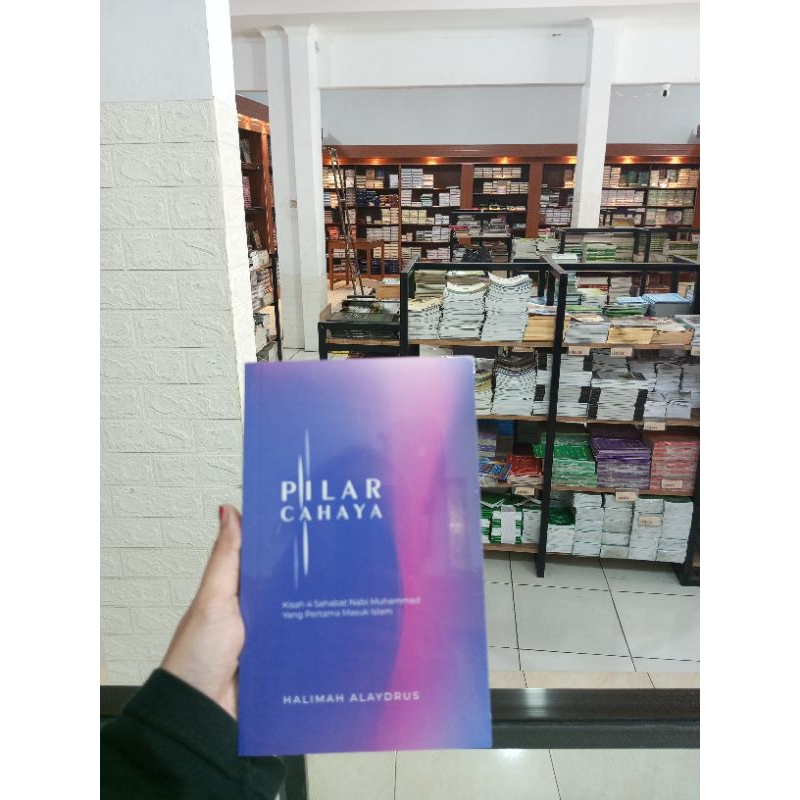 PILAR
CAHAYA
Kisah 4 Sahabat Nabi Muhammad
Yang Pertama Masuk Islam
HALIMAH ALAYDRUS